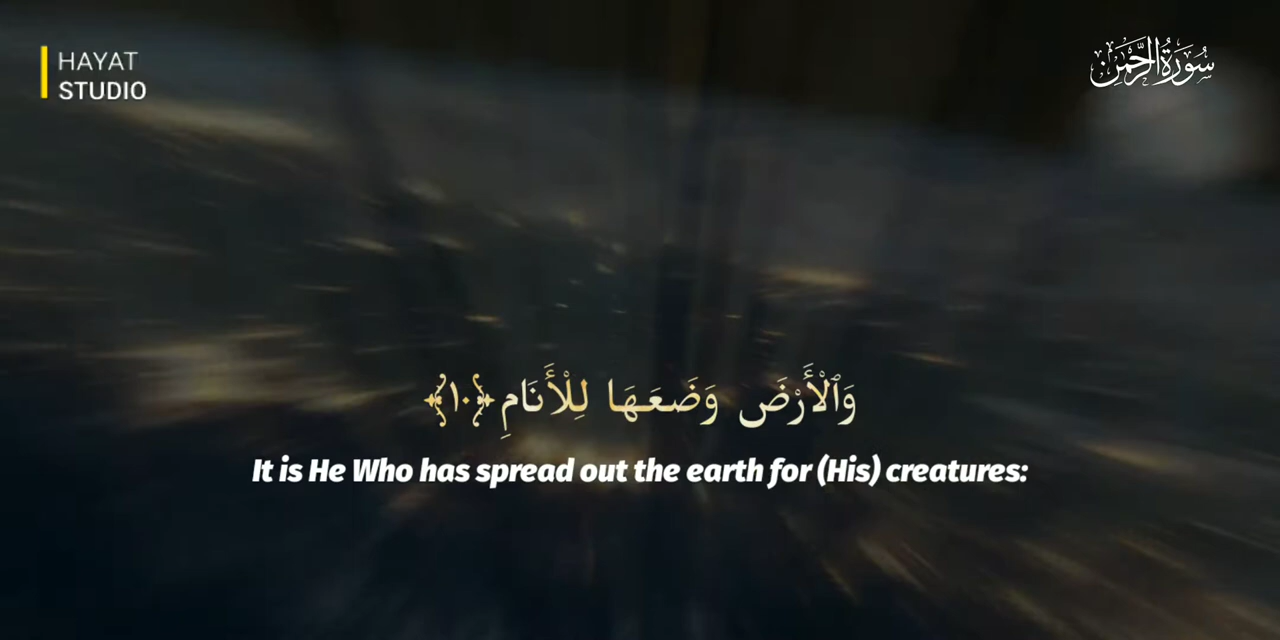 HAYAT
STUDIO
سُورَةُ الرَّحْمٰن
وَٱلْأَرْضَ وَضَعَهَا لِلْأَنَامِ ﴿١٠﴾
It is He Who has spread out the earth for (His) creatures: